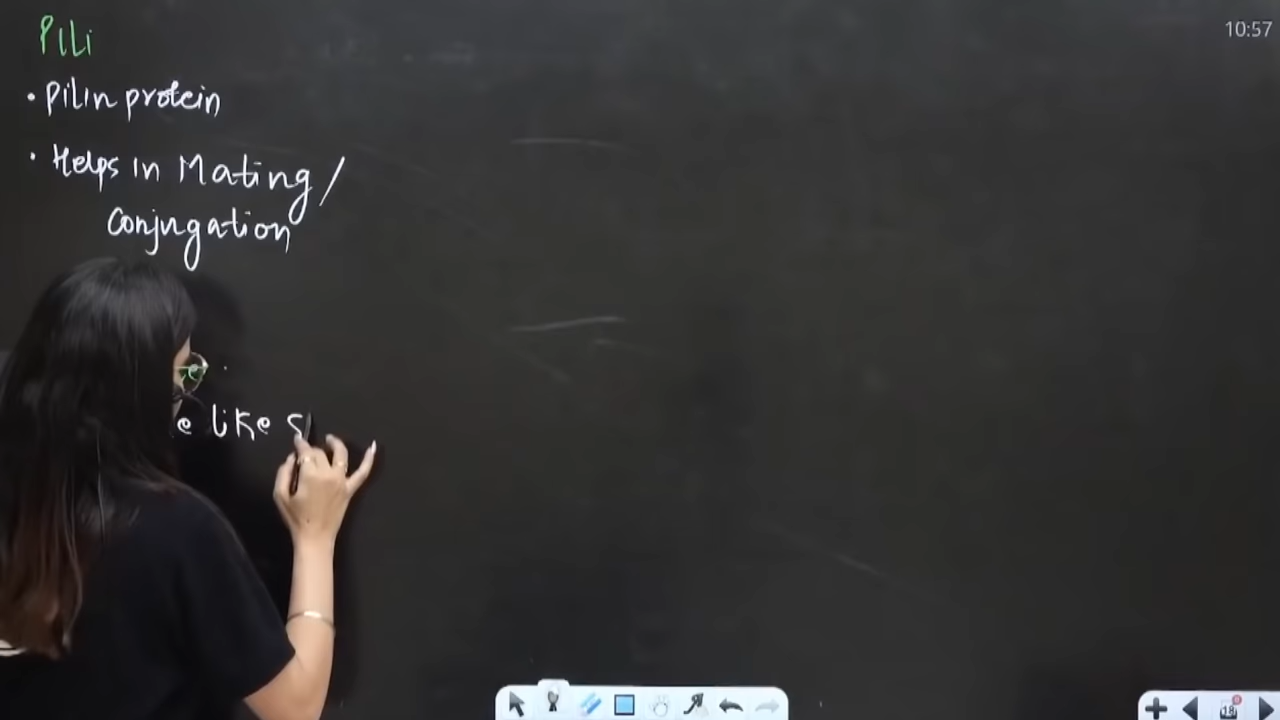 Pili
10:57
• Pilin protein
• Helps in Mating /
Conjugation
e like s